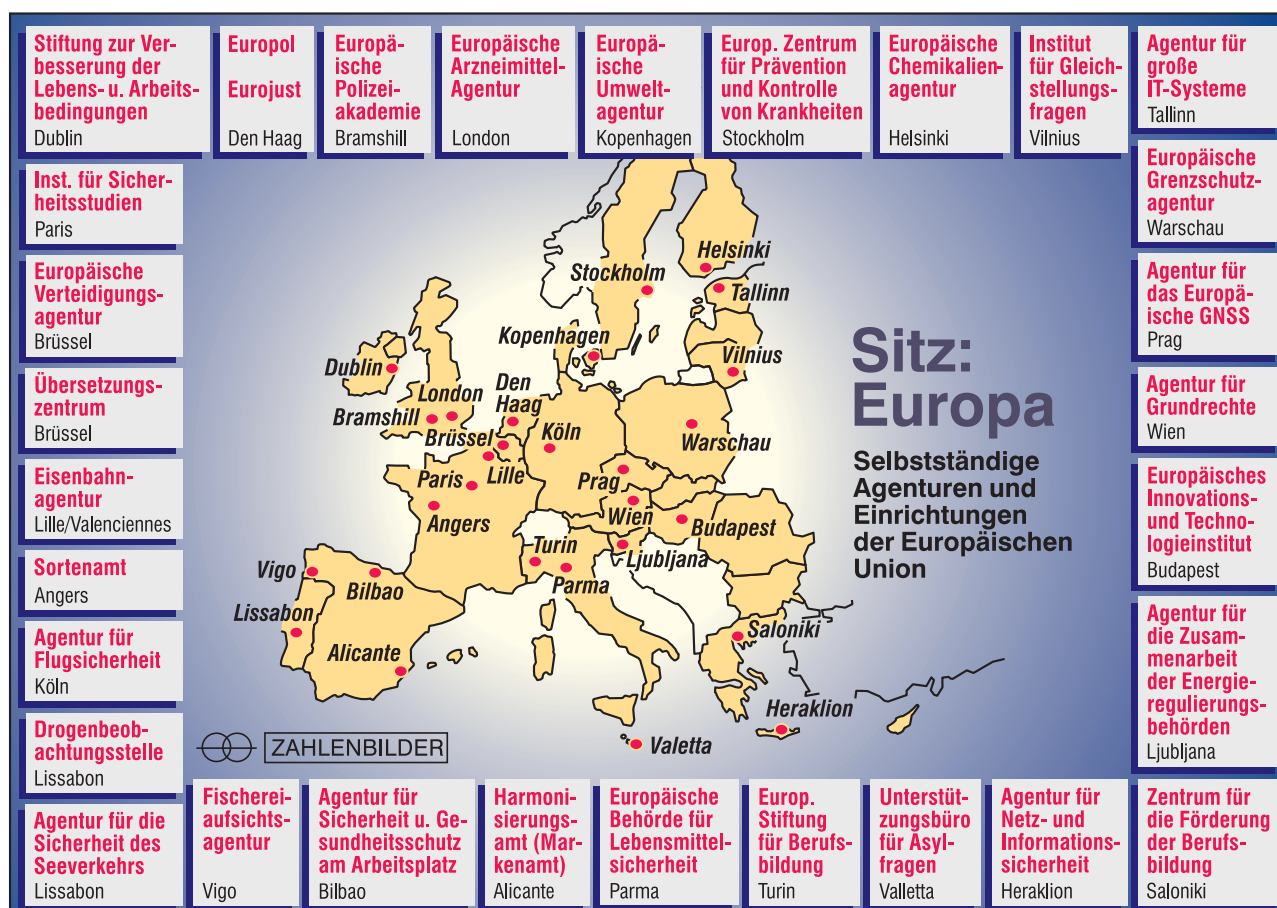 Stiftung zur Ver-
besserung der
Lebens- u. Arbeits-
bedingungen
Dublin
Europol
Eurojust
Den Haag
Europä-
ische
Polizei-
akademie
Bramshill
Europäische
Arzneimittel-
Agentur
London
Europä-
ische
Umwelt-
agentur
Kopenhagen
Europ. Zentrum
für Prävention
und Kontrolle
von Krankheiten
Stockholm
Europäische
Chemikalien-
agentur
Helsinki
Institut
für Gleich-
stellungs-
fragen
Vilnius
Agentur für
große
IT-Systeme
Tallinn
Inst. für Sicher-
heitsstudien
Paris
Europäische
Verteidigungs-
agentur
Brüssel
Übersetzungs-
zentrum
Brüssel
Eisenbahn-
agentur
Lille/Valenciennes
Sortenamt
Angers
Agentur für
Flugsicherheit
Köln
Drogenbeob-
achtungsstelle
Lissabon
Agentur für die
Sicherheit des
Seeverkehrs
Lissabon
Helsinki
Stockholm
Tallinn
Kopenhagen
Vilnius
Dublin
London
Den
Haag
Bramshill
Brüssel
Köln
Warschau
Paris
Lille
Prag
Angers
Wien
Budapest
Turin
Ljubljana
Vigo
Bilbao
Parma
Lissabon
Saloniki
Alicante
Heraklion
Valetta
Sitz:
Europa
Selbstständige
Agenturen und
Einrichtungen
der Europäischen
Union
ZAHLENBILDER
Europäische
Grenzschutz-
agentur
Warschau
Agentur für
das Europä-
ische GNSS
Prag
Agentur für
Grundrechte
Wien
Europäisches
Innovations-
und Techno-
logieinstitut
Budapest
Agentur für
die Zusam-
menarbeit
der Energie-
regulierungs-
behörden
Ljubljana
Fischerei-
aufsichts-
agentur
Vigo
Agentur für
Sicherheit u. Ge-
sundheitsschutz
am Arbeitsplatz
Bilbao
Harmoni-
sierungs-
amt (Mar-
kenamt)
Alicante
Europäische
Behörde für
Lebensmittel-
sicherheit
Parma
Europ.
Stiftung
für Berufs-
bildung
Turin
Unterstüt-
zungsbüro
für Asyl-
fragen
Valletta
Agentur für
Netz- und
Informations-
sicherheit
Heraklion
Zentrum für
die Förderung
der Berufs-
bildung
Saloniki